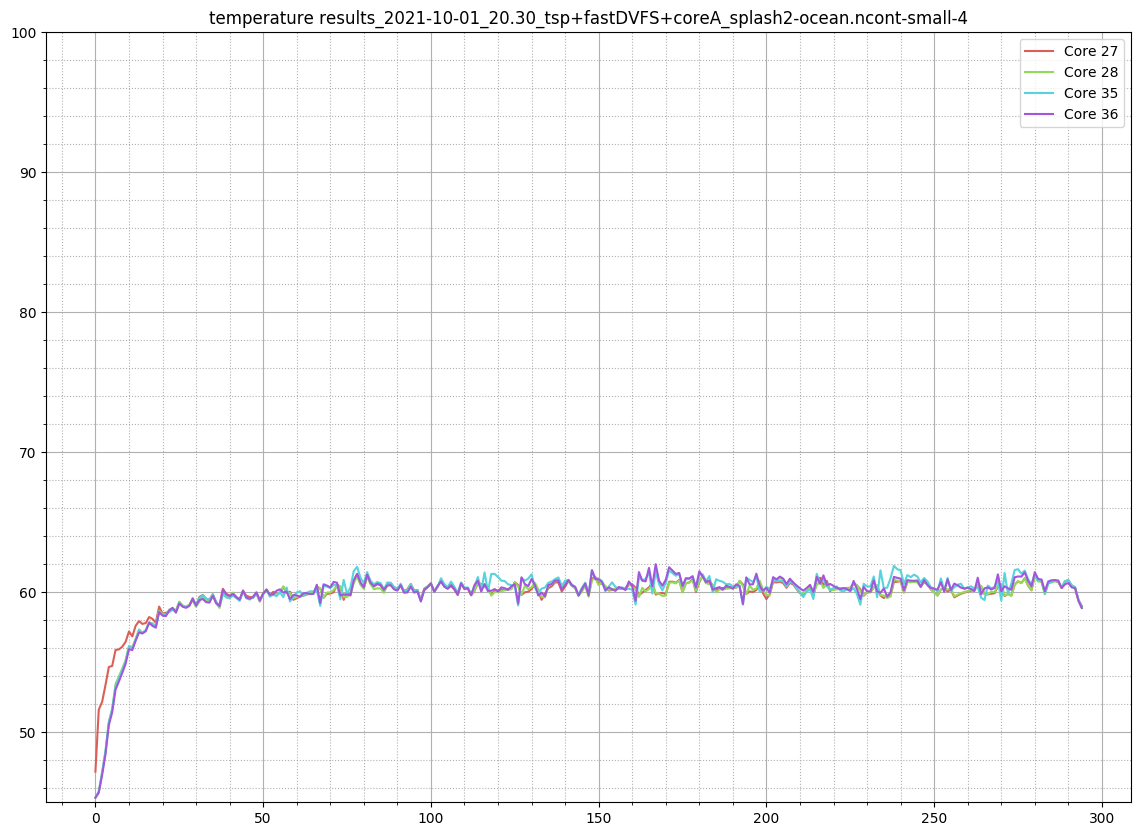 temperature results_2021-10-01_20.30_tsp+fastDVFS+coreA_splash2-ocean.ncont-small-4
100
90
80
70
60
50
Core 27
Core 28
Core 35
Core 36
0
50
100
150
200
250
300